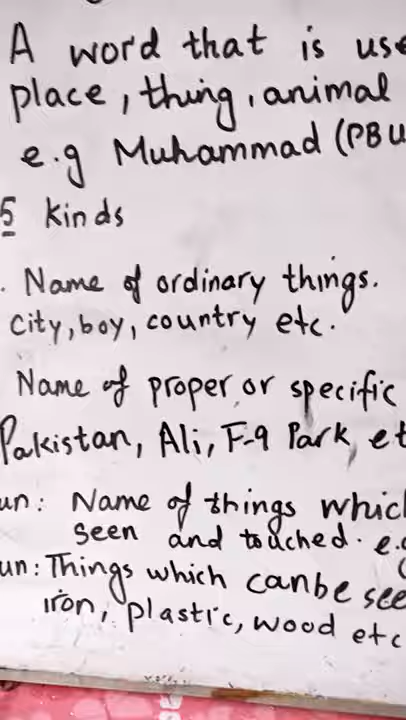 A word that is use
place, thing, animal
e.g Muhammad (PBU
5 kinds
. Name of ordinary things.
City, boy, country etc.
Name of proper or specific
Pakistan, Ali, F-9 Park, et
un: Name of things which
seen and touched. e.g
un: Things which canbe see
iron, plastic, wood etc